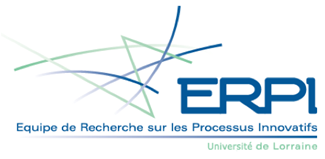 ERPI
Equipe de Recherche sur les Processus Innovatifs
Université de Lorraine